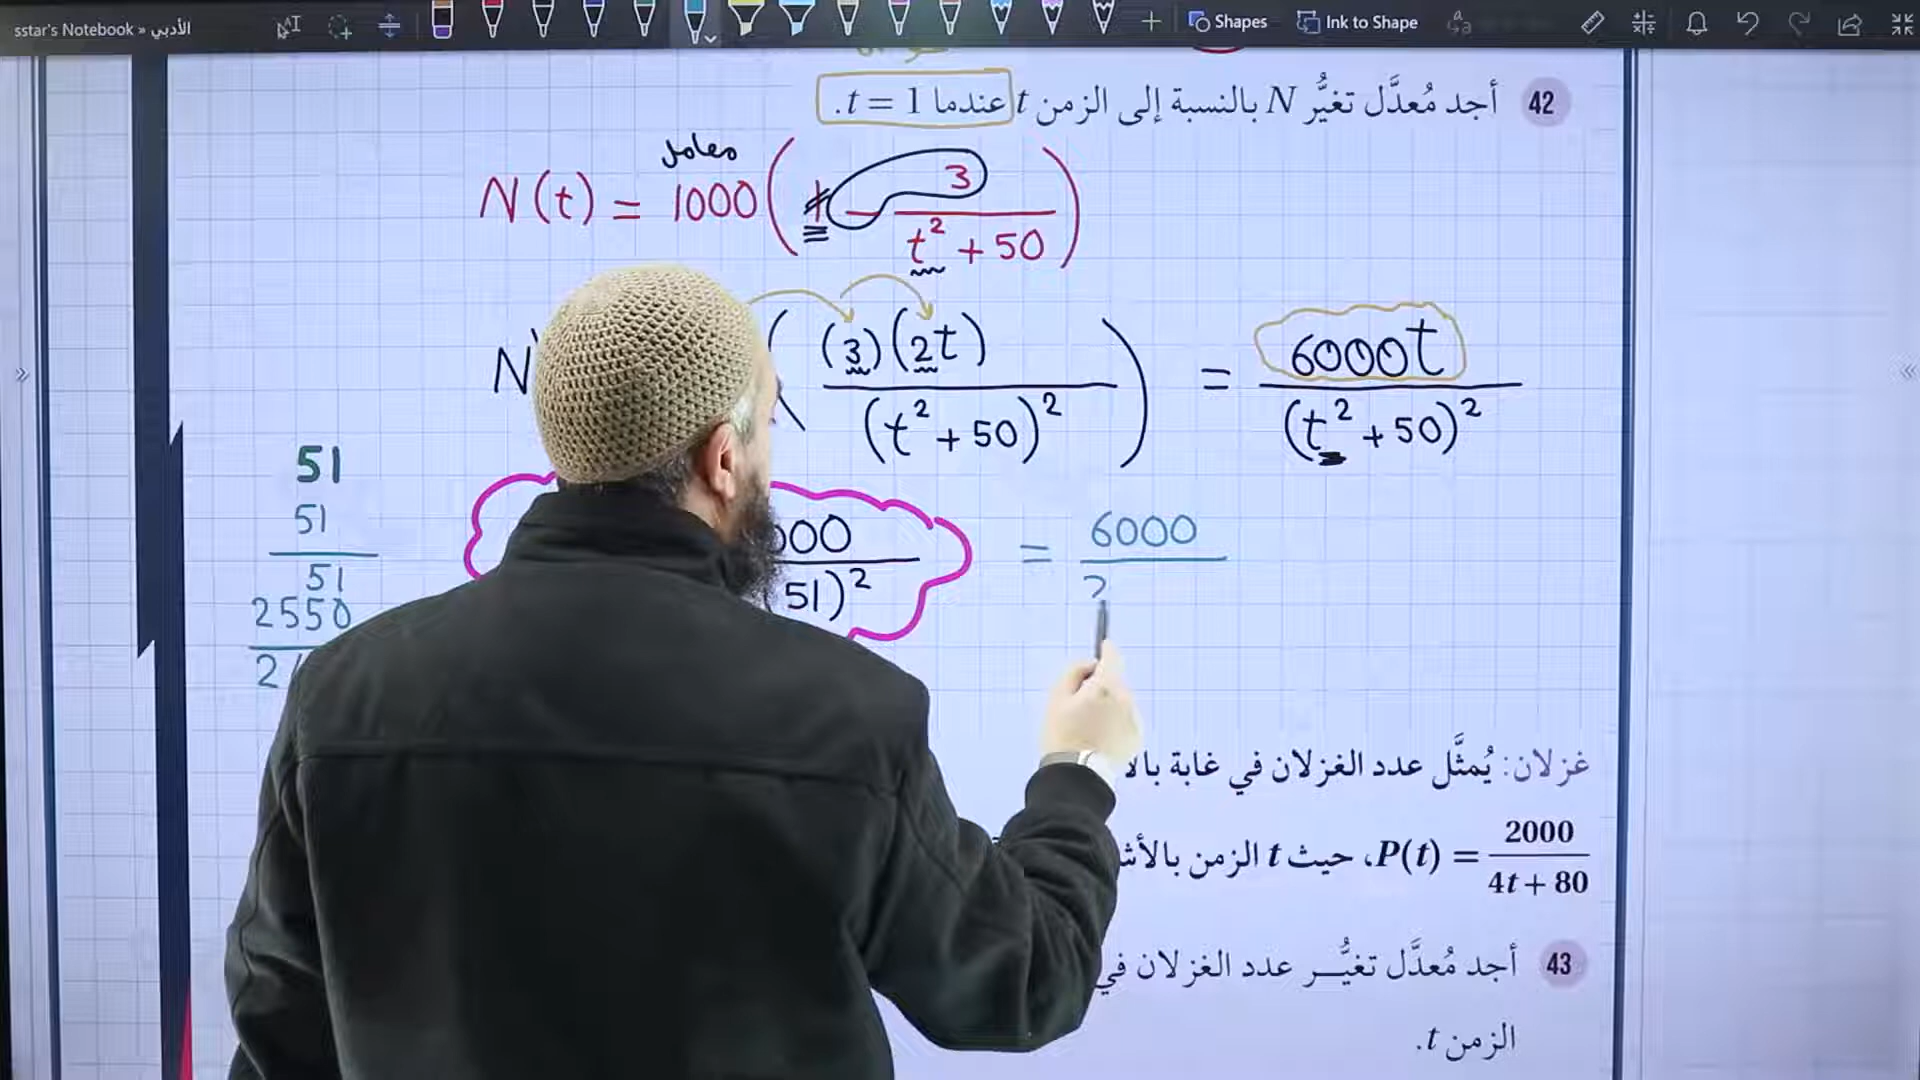 sstar's Notebook » الأدبي
Shapes
Ink to Shape
42 أجد مُعدَّل تغيُّر N بالنسبة إلى الزمن t عندما t = 1.
معامل
N(t) = 1000(1 - 3/(t² + 50))
N' ((3)(2t)/(t² + 50)²) = 6000t/(t² + 50)²
51
51
51
2550
000/51)² = 6000/2
غزلان: يُمثَّل عدد الغزلان في غابة
P(t) = 2000/(4t + 80)، حيث t الزمن
43 أجد مُعدَّل تغيُّر عدد الغزلان في
الزمن t.